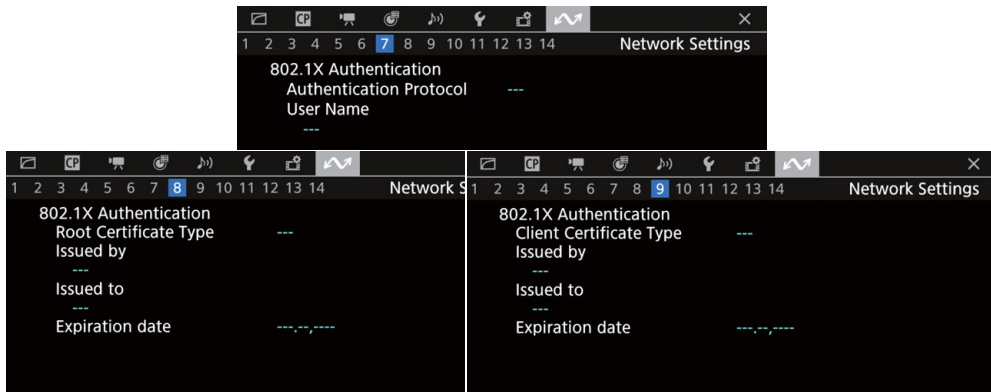 CP
1 2 3 4 5 6 7 8 9 10 11 12 13 14 Network Settings
802.1X Authentication
Authentication Protocol ---
User Name
---
CP
1 2 3 4 5 6 7 8 9 10 11 12 13 14 Network S
802.1X Authentication
Root Certificate Type ---
Issued by
---
Issued to
---
Expiration date ---.--,----
CP
1 2 3 4 5 6 7 8 9 10 11 12 13 14 Network Settings
802.1X Authentication
Client Certificate Type ---
Issued by
---
Issued to
---
Expiration date ---.--,----